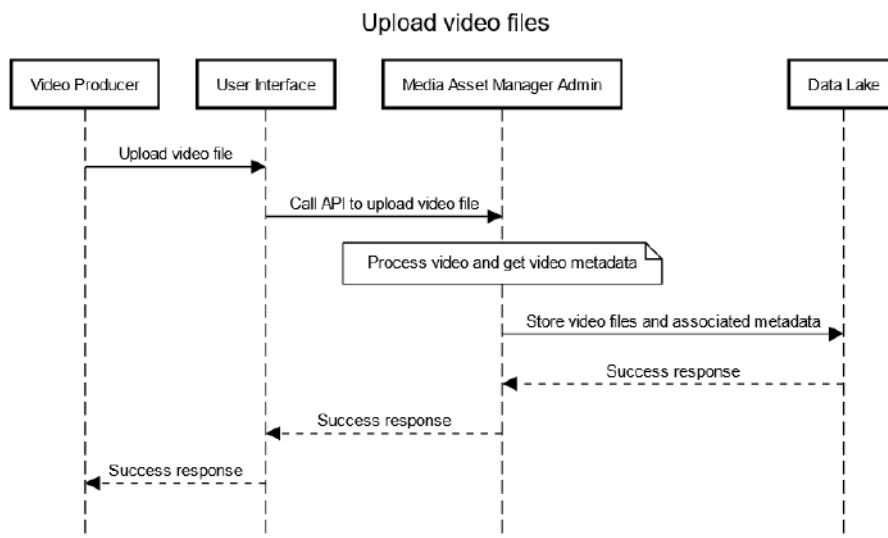 Upload video files
Video Producer
User Interface
Media Asset Manager Admin
Data Lake
Upload video file
Call API to upload video file
Process video and get video metadata
Store video files and associated metadata
Success response
Success response
Success response